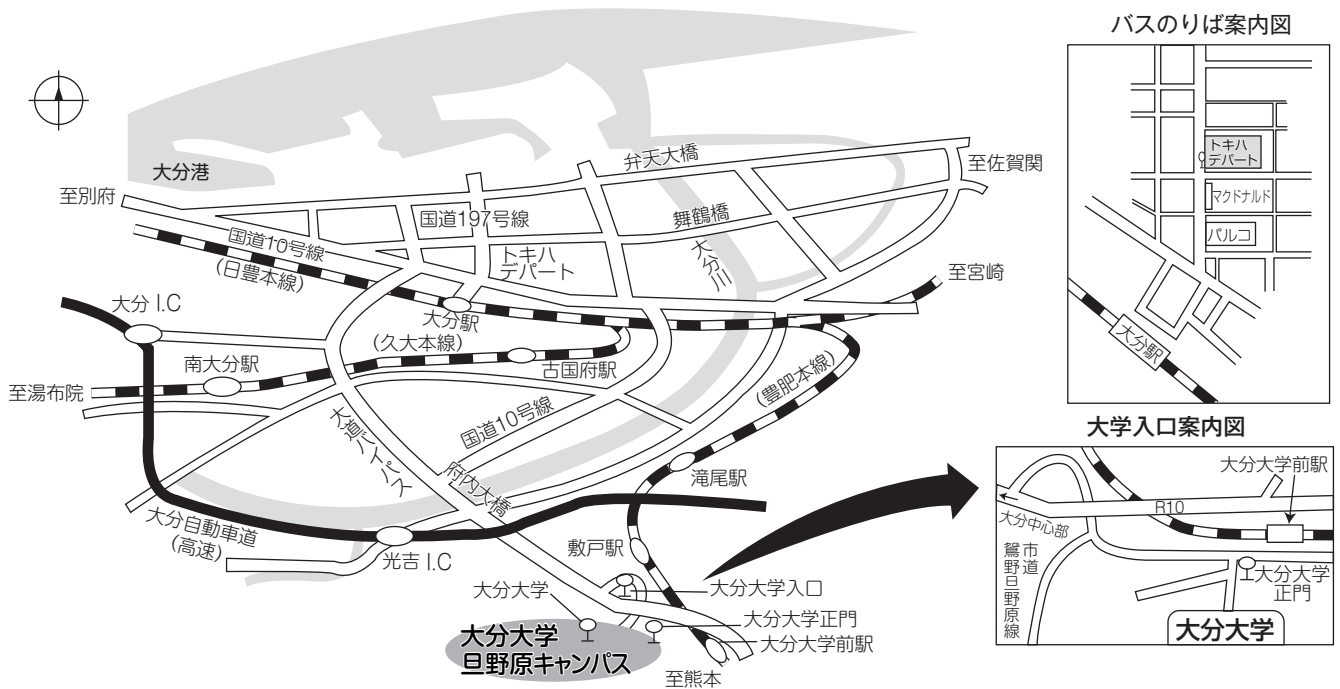 バスのりば案内図
トキハ
デパート
マクドナルド
パルコ
大分駅
大分港
至別府
国道10号線
(日豊本線)
国道197号線
トキハ
デパート
弁天大橋
舞鶴橋
大分川
至佐賀関
至宮崎
大分 I.C
大分駅
(久大本線)
南大分駅
古国府駅
至湯布院
(豊肥本線)
国道10号線
大道バイパス
府内大橋
滝尾駅
大分自動車道
(高速)
光吉 I.C
敷戸駅
大分大学
大分大学入口
大分大学正門
大分大学前駅
大分大学
旦野原キャンパス
至熊本
大学入口案内図
大分大学前駅
R10
大分中心部
市道
鴛野旦野原線
大分大学
正門
大分大学